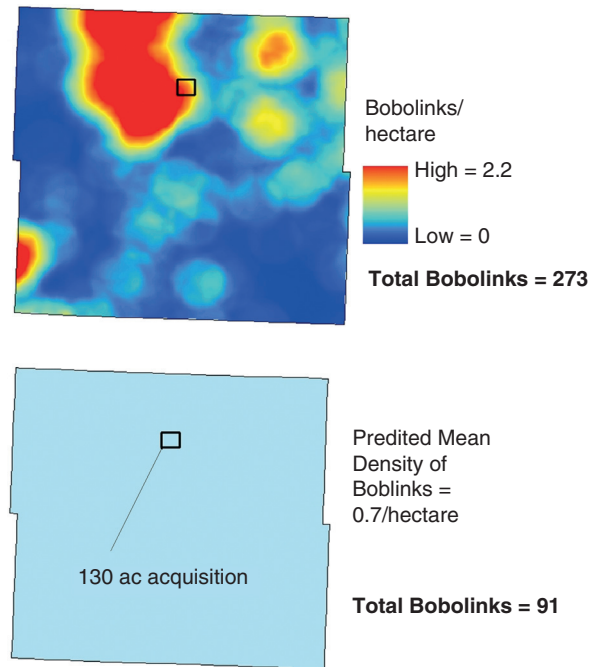 Bobolinks/
hectare
High = 2.2
Low = 0
Total Bobolinks = 273
Predited Mean
Density of
Boblinks =
0.7/hectare
130 ac acquisition
Total Bobolinks = 91